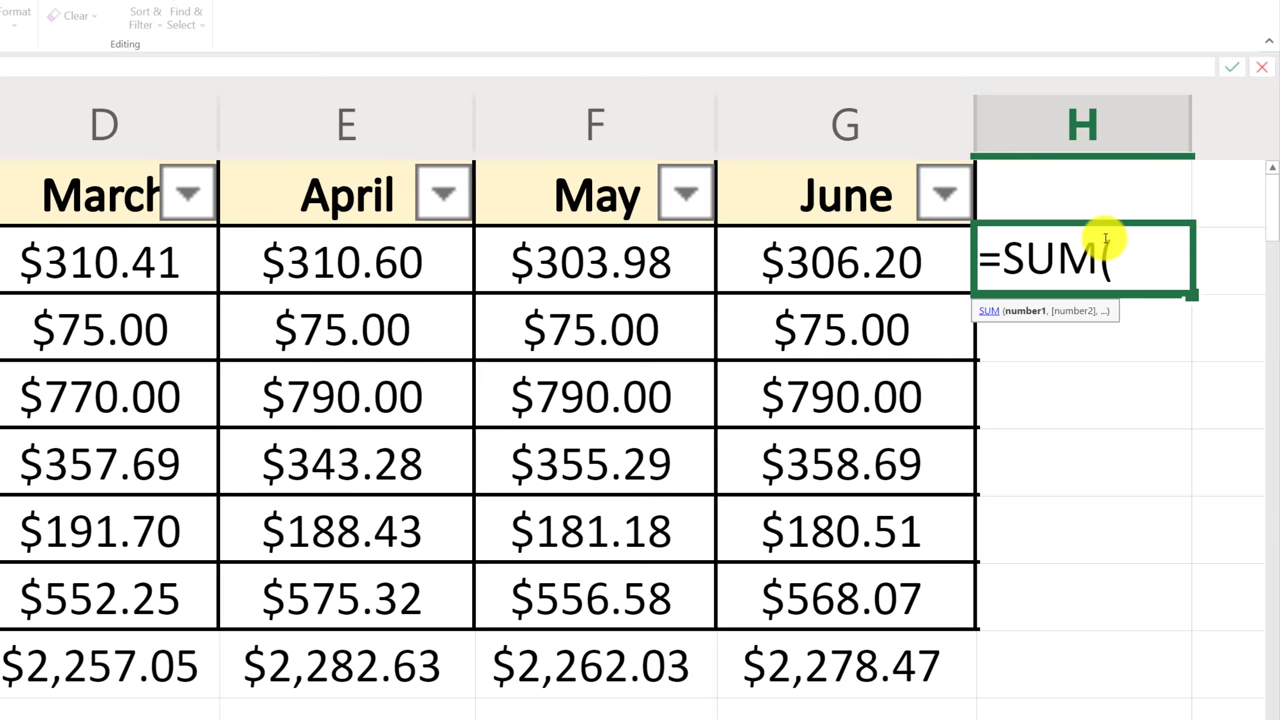 Format
Clear
Sort & Filter
Find & Select
Editing
D E F G H
March April May June
$310.41 $310.60 $303.98 $306.20 =SUM(
SUM (number1, [number2], ...)
$75.00 $75.00 $75.00 $75.00
$770.00 $790.00 $790.00 $790.00
$357.69 $343.28 $355.29 $358.69
$191.70 $188.43 $181.18 $180.51
$552.25 $575.32 $556.58 $568.07
$2,257.05 $2,282.63 $2,262.03 $2,278.47